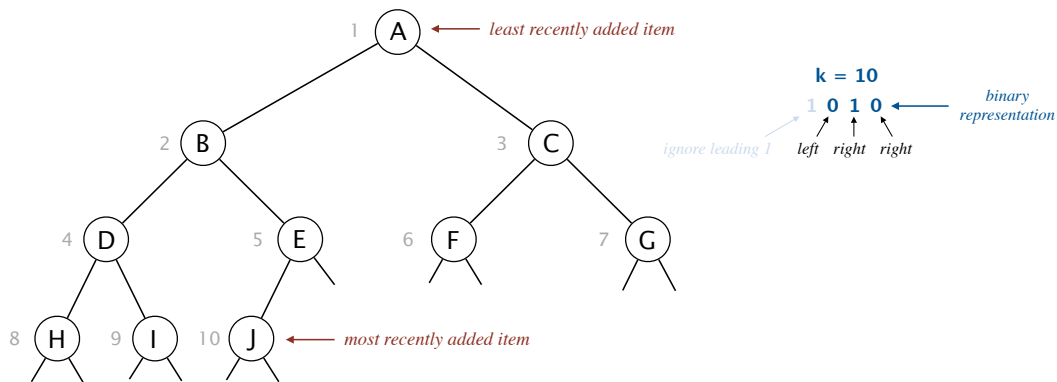 1 A least recently added item
k = 10
1 0 1 0 binary representation
ignore leading 1 left right right
2 B 3 C
4 D 5 E 6 F 7 G
8 H 9 I 10 J most recently added item